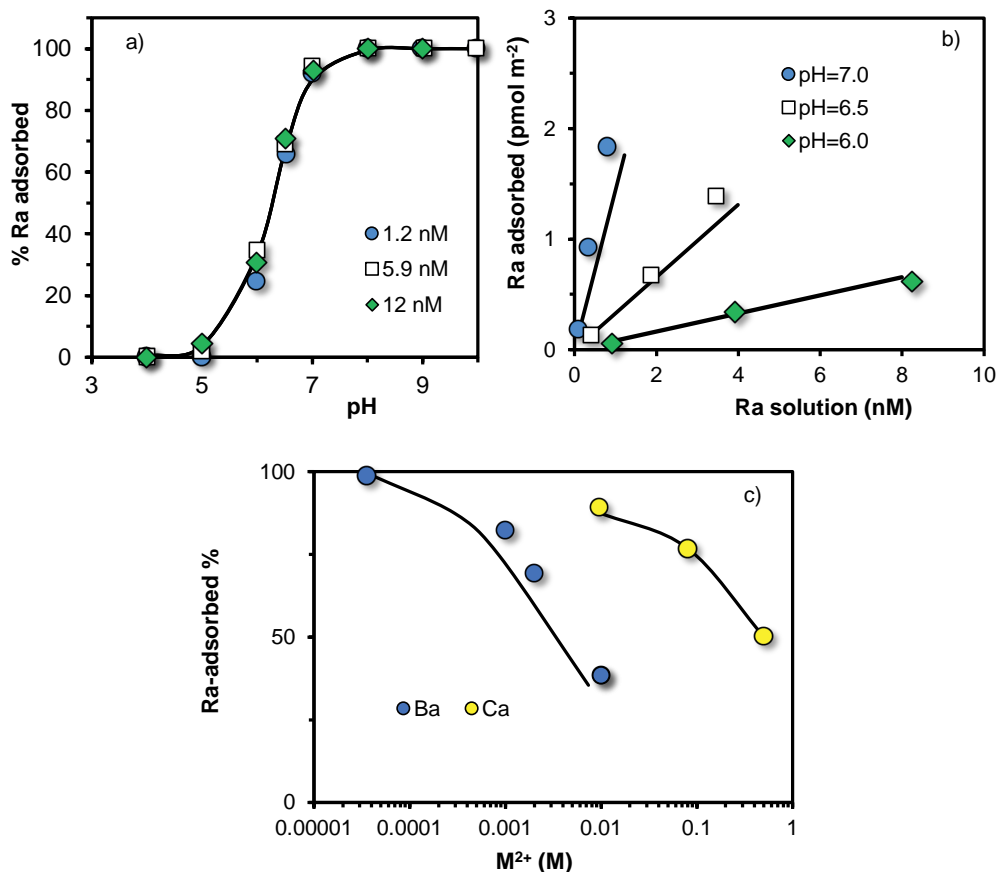 a)
% Ra adsorbed
100
80
60
40
20
0
3
5
7
9
pH
1.2 nM
5.9 nM
12 nM
b)
Ra adsorbed (pmol m-2)
3
2
1
0
0
2
4
6
8
10
Ra solution (nM)
pH=7.0
pH=6.5
pH=6.0
c)
Ra-adsorbed %
100
50
0
0.00001
0.0001
0.001
0.01
0.1
1
M2+ (M)
Ba
Ca